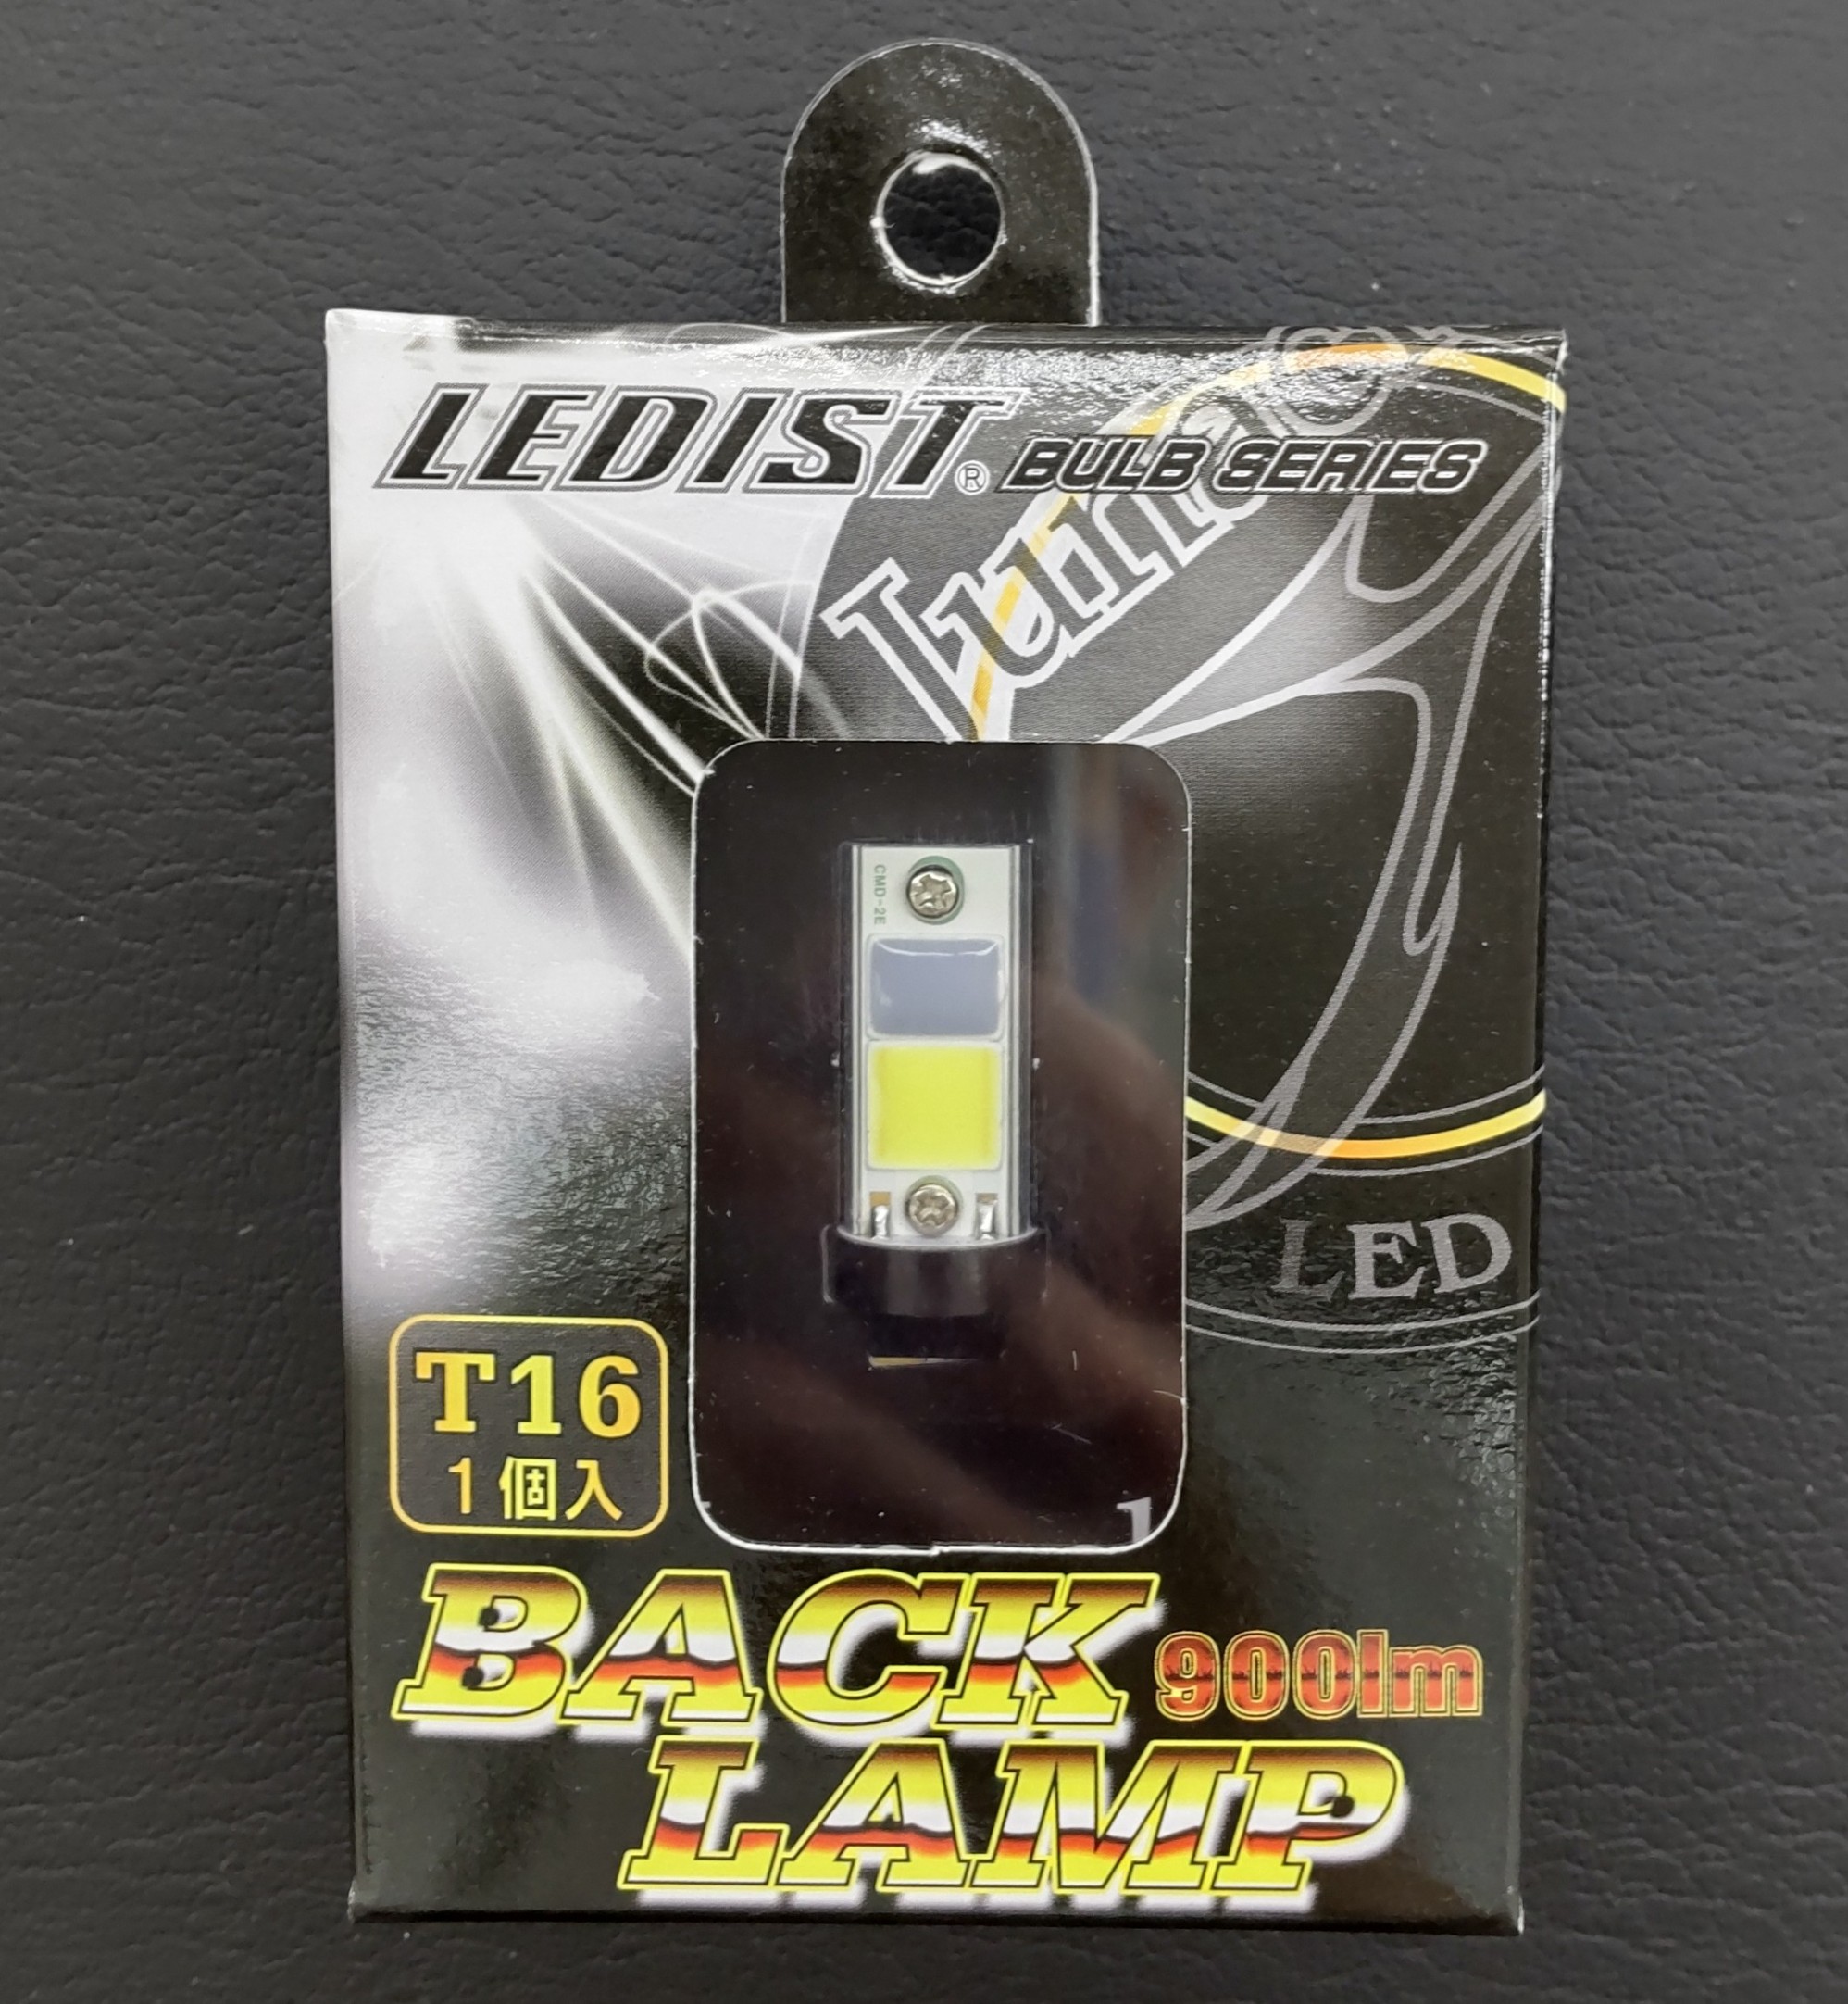 LEDIST® BULB SERIES
CMD-2E
LED
T16
1個入
BACK 900lm
LAMP